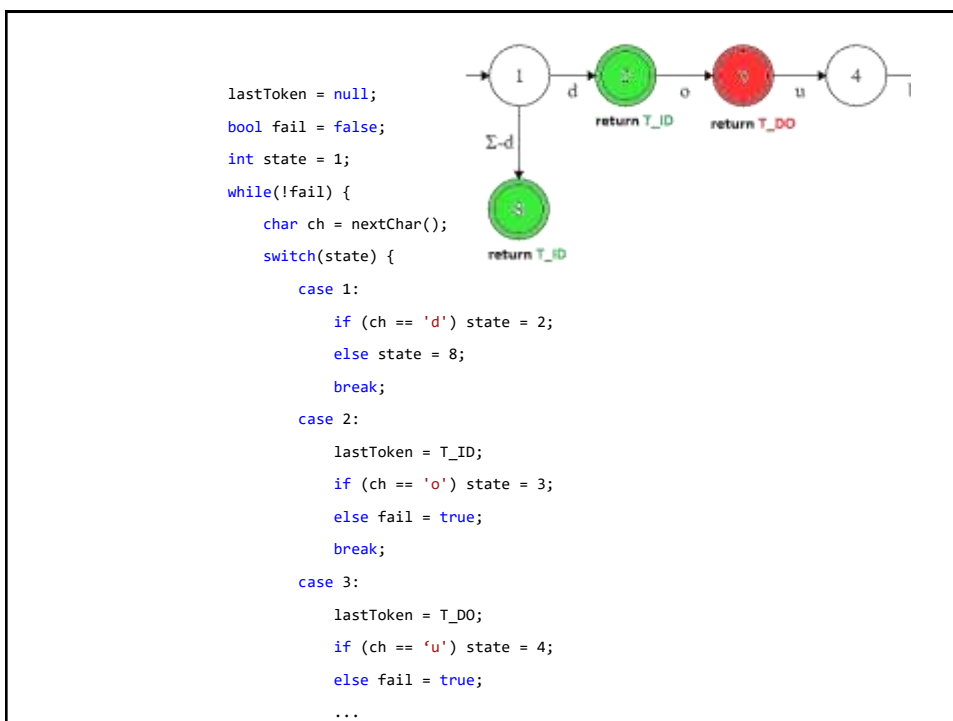 1
d
o
u
4
return T_ID
return T_DO
Σ-d
return T_ID
lastToken = null;
bool fail = false;
int state = 1;
while(!fail) {
char ch = nextChar();
switch(state) {
case 1:
if (ch == 'd') state = 2;
else state = 8;
break;
case 2:
lastToken = T_ID;
if (ch == 'o') state = 3;
else fail = true;
break;
case 3:
lastToken = T_DO;
if (ch == ‘u') state = 4;
else fail = true;
...